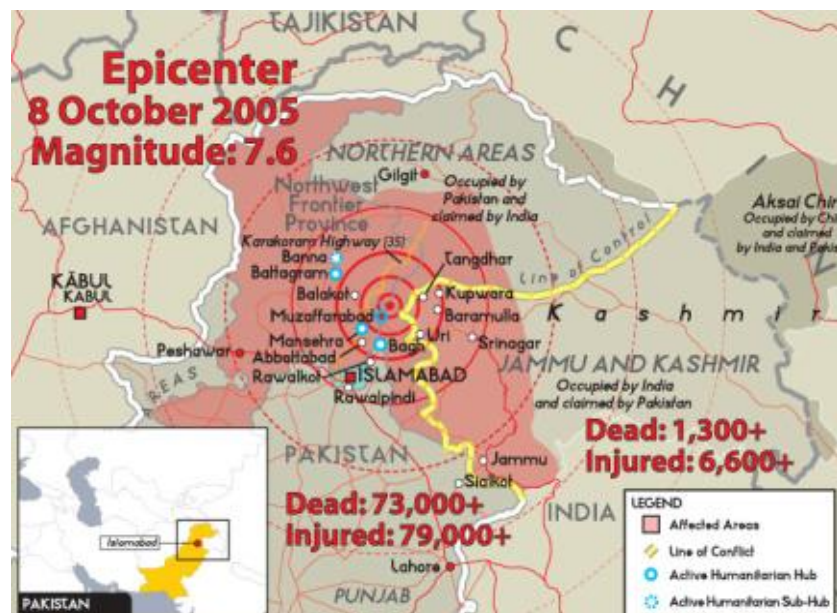 TAJIKISTAN
C
H
I
N
Epicenter
8 October 2005
Magnitude: 7.6
NORTHERN AREAS
Gilgit
Occupied by
Pakistan and
claimed by India
Northwest
Frontier
Province
Karakoram Highway (35)
AFGHANISTAN
KĀBUL
KABUL
Aksai Chin
Occupied by
and claimed
by India and
Line of Control
Banna
Battagram
Balakot
Muzaffarabad
Mansehra
Abbottabad
Rawalkot
Bagh
Uri
Tangdhar
Kupwara
Baramulla
Srinagar
Kashmir
Peshawar
AREAS
ISLAMABAD
Rawalpindi
JAMMU AND KASHMIR
Occupied by India
and claimed by Pakistan
Dead: 1,300+
Injured: 6,600+
PAKISTAN
Jammu
Sialkot
Dead: 73,000+
Injured: 79,000+
INDIA
Lahore
PUNJAB
Islamabad
PAKISTAN
LEGEND
Affected Areas
Line of Conflict
Active Humanitarian Hub
Active Humanitarian Sub-Hub